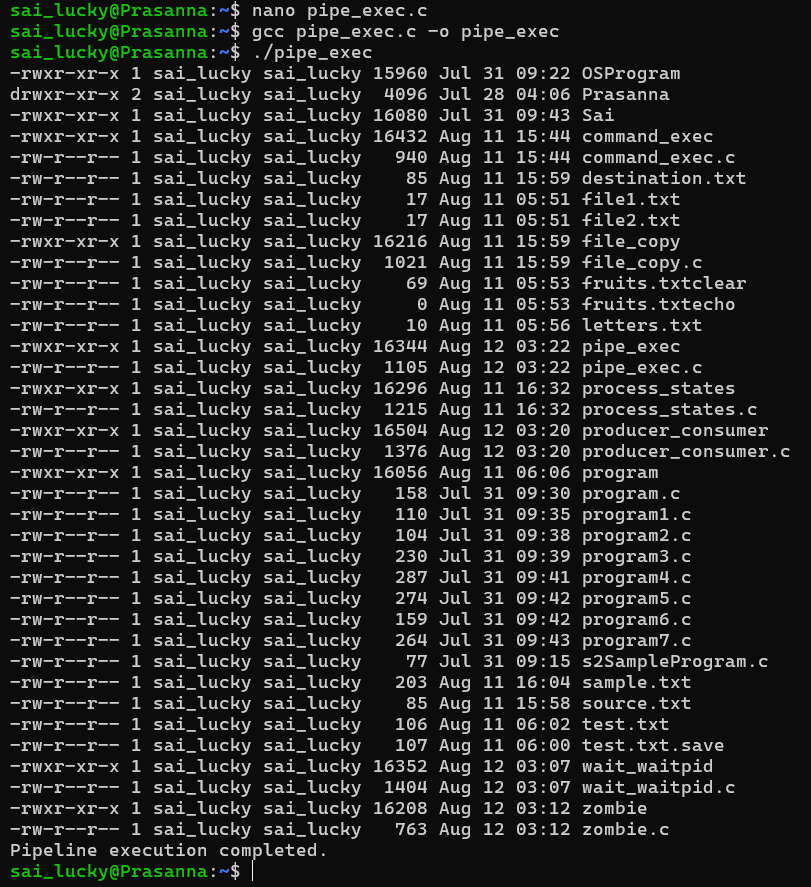 sai_lucky@Prasanna:~$ nano pipe_exec.c
sai_lucky@Prasanna:~$ gcc pipe_exec.c -o pipe_exec
sai_lucky@Prasanna:~$ ./pipe_exec
-rwxr-xr-x 1 sai_lucky sai_lucky 15960 Jul 31 09:22 OSProgram
drwxr-xr-x 2 sai_lucky sai_lucky  4096 Jul 28 04:06 Prasanna
-rwxr-xr-x 1 sai_lucky sai_lucky 16080 Jul 31 09:43 Sai
-rwxr-xr-x 1 sai_lucky sai_lucky 16432 Aug 11 15:44 command_exec
-rw-r--r-- 1 sai_lucky sai_lucky   940 Aug 11 15:44 command_exec.c
-rw-r--r-- 1 sai_lucky sai_lucky    85 Aug 11 15:59 destination.txt
-rw-r--r-- 1 sai_lucky sai_lucky    17 Aug 11 05:51 file1.txt
-rw-r--r-- 1 sai_lucky sai_lucky    17 Aug 11 05:51 file2.txt
-rwxr-xr-x 1 sai_lucky sai_lucky 16216 Aug 11 15:59 file_copy
-rw-r--r-- 1 sai_lucky sai_lucky  1021 Aug 11 15:59 file_copy.c
-rw-r--r-- 1 sai_lucky sai_lucky    69 Aug 11 05:53 fruits.txtclear
-rw-r--r-- 1 sai_lucky sai_lucky     0 Aug 11 05:53 fruits.txtecho
-rw-r--r-- 1 sai_lucky sai_lucky    10 Aug 11 05:56 letters.txt
-rwxr-xr-x 1 sai_lucky sai_lucky 16344 Aug 12 03:22 pipe_exec
-rw-r--r-- 1 sai_lucky sai_lucky  1105 Aug 12 03:22 pipe_exec.c
-rwxr-xr-x 1 sai_lucky sai_lucky 16296 Aug 11 16:32 process_states
-rw-r--r-- 1 sai_lucky sai_lucky  1215 Aug 11 16:32 process_states.c
-rwxr-xr-x 1 sai_lucky sai_lucky 16504 Aug 12 03:20 producer_consumer
-rw-r--r-- 1 sai_lucky sai_lucky  1376 Aug 12 03:20 producer_consumer.c
-rwxr-xr-x 1 sai_lucky sai_lucky 16056 Aug 11 06:06 program
-rw-r--r-- 1 sai_lucky sai_lucky   158 Jul 31 09:30 program.c
-rw-r--r-- 1 sai_lucky sai_lucky   110 Jul 31 09:35 program1.c
-rw-r--r-- 1 sai_lucky sai_lucky   104 Jul 31 09:38 program2.c
-rw-r--r-- 1 sai_lucky sai_lucky   230 Jul 31 09:39 program3.c
-rw-r--r-- 1 sai_lucky sai_lucky   287 Jul 31 09:41 program4.c
-rw-r--r-- 1 sai_lucky sai_lucky   274 Jul 31 09:42 program5.c
-rw-r--r-- 1 sai_lucky sai_lucky   159 Jul 31 09:42 program6.c
-rw-r--r-- 1 sai_lucky sai_lucky   264 Jul 31 09:43 program7.c
-rw-r--r-- 1 sai_lucky sai_lucky    77 Jul 31 09:15 s2SampleProgram.c
-rw-r--r-- 1 sai_lucky sai_lucky   203 Aug 11 16:04 sample.txt
-rw-r--r-- 1 sai_lucky sai_lucky    85 Aug 11 15:58 source.txt
-rw-r--r-- 1 sai_lucky sai_lucky   106 Aug 11 06:02 test.txt
-rw-r--r-- 1 sai_lucky sai_lucky   107 Aug 11 06:00 test.txt.save
-rwxr-xr-x 1 sai_lucky sai_lucky 16352 Aug 12 03:07 wait_waitpid
-rw-r--r-- 1 sai_lucky sai_lucky  1404 Aug 12 03:07 wait_waitpid.c
-rwxr-xr-x 1 sai_lucky sai_lucky 16208 Aug 12 03:12 zombie
-rw-r--r-- 1 sai_lucky sai_lucky   763 Aug 12 03:12 zombie.c
Pipeline execution completed.
sai_lucky@Prasanna:~$